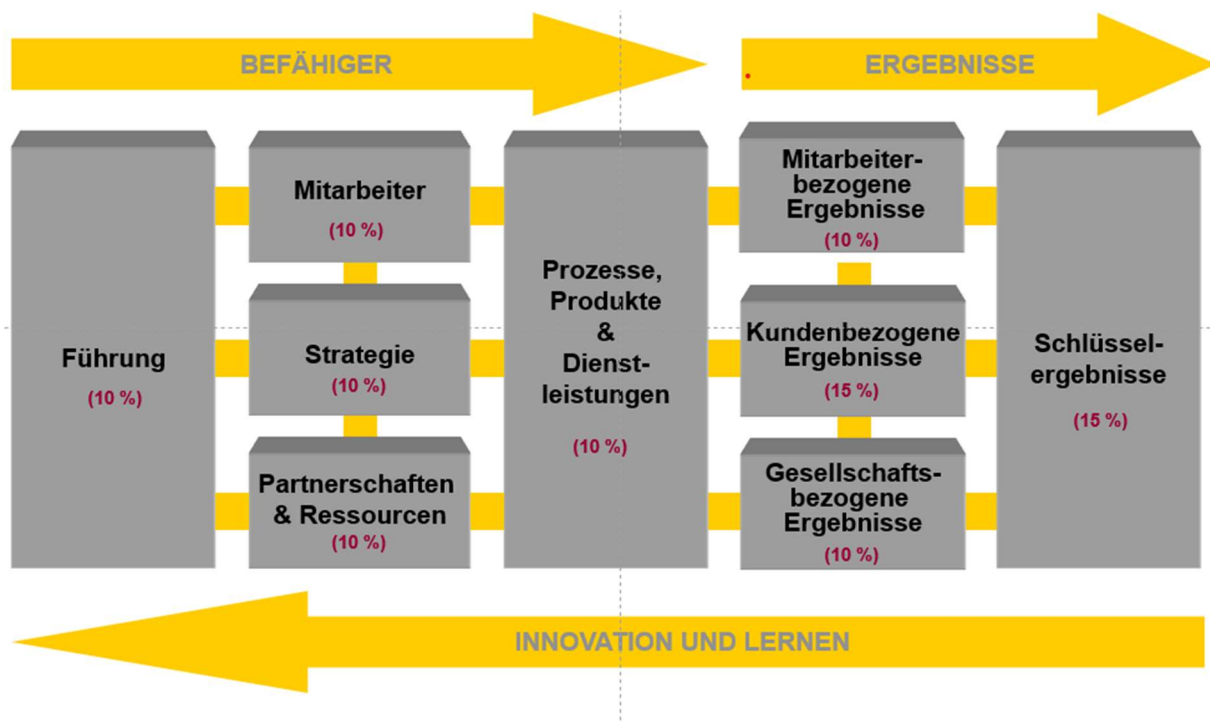 BEFÄHIGER
ERGEBNISSE
Führung
(10 %)
Mitarbeiter
(10 %)
Strategie
(10 %)
Partnerschaften
& Ressourcen
(10 %)
Prozesse,
Produkte
&
Dienst-
leistungen
(10 %)
Mitarbeiter-
bezogene
Ergebnisse
(10 %)
Kundenbezogene
Ergebnisse
(15 %)
Gesellschafts-
bezogene
Ergebnisse
(10 %)
Schlüssel-
ergebnisse
(15 %)
INNOVATION UND LERNEN